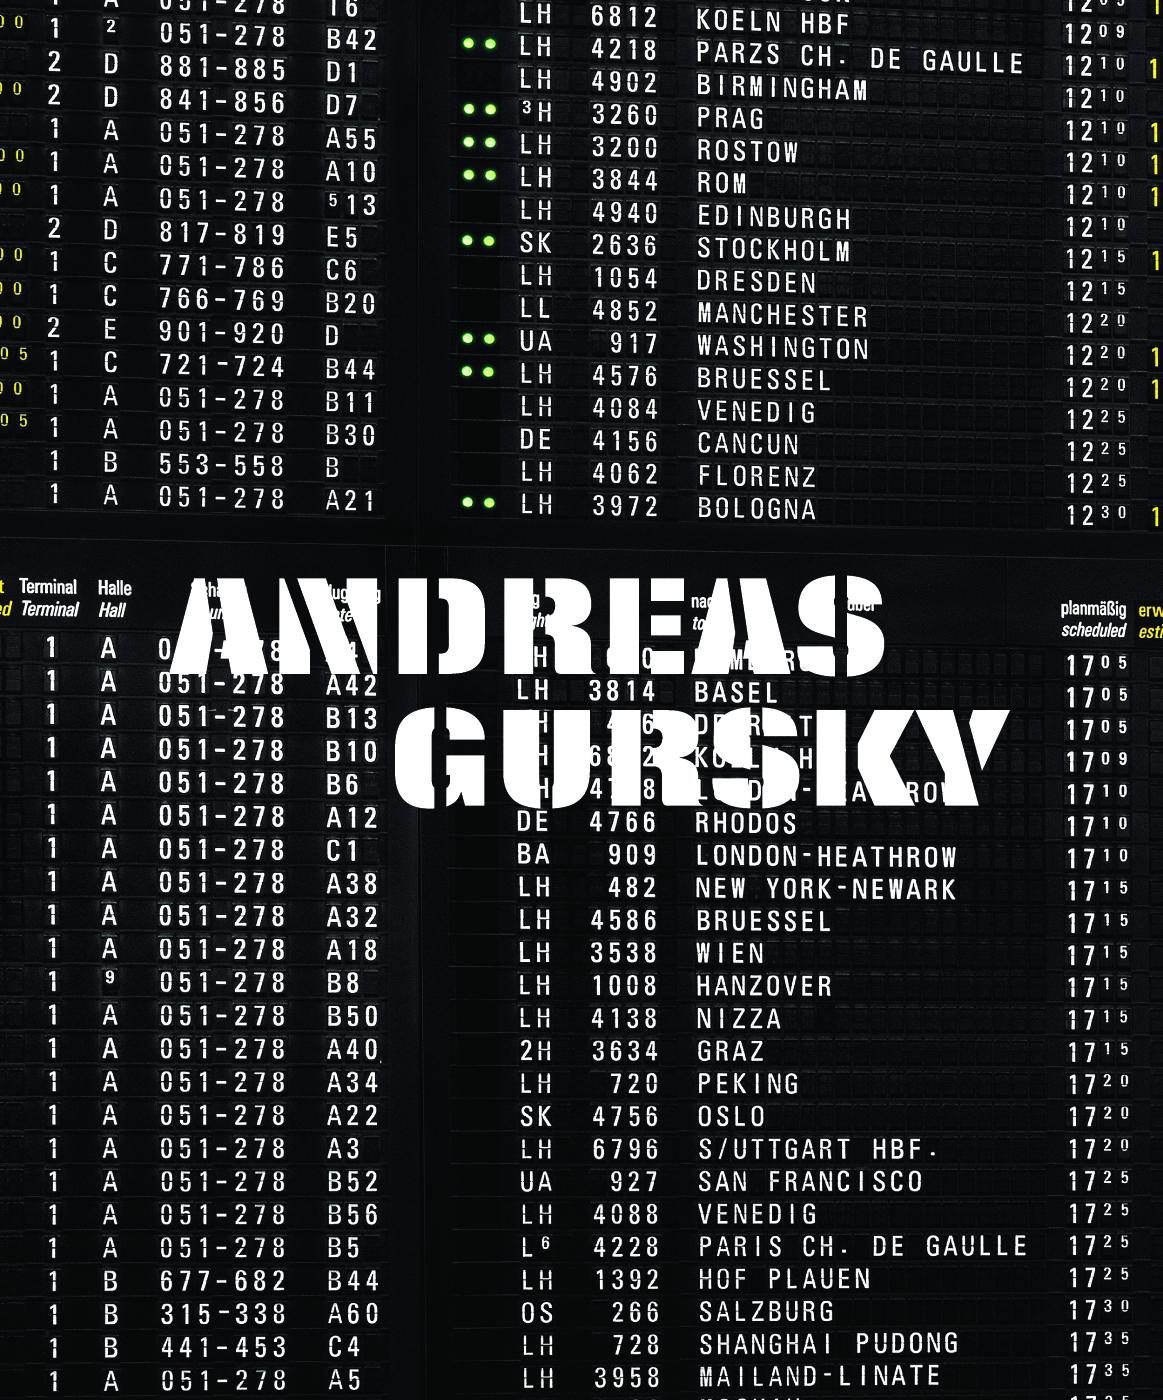 1 A 051-278 T6 LH 6812 KOELN HBF 12 09
1 2 051-278 B42 LH 4218 PARZS CH. DE GAULLE 12 10
2 D 881-885 D1 LH 4902 BIRMINGHAM 12 10
2 D 841-856 D7 3H 3260 PRAG 12 10
1 A 051-278 A55 LH 3200 ROSTOW 12 10
1 A 051-278 A10 LH 3844 ROM 12 10
1 A 051-278 513 LH 4940 EDINBURGH 12 10
2 D 817-819 E5 SK 2636 STOCKHOLM 12 15
1 C 771-786 C6 LH 1054 DRESDEN 12 15
1 C 766-769 B20 LL 4852 MANCHESTER 12 20
2 E 901-920 D UA 917 WASHINGTON 12 20
1 C 721-724 B44 LH 4576 BRUESSEL 12 20
1 A 051-278 B11 LH 4084 VENEDIG 12 25
1 A 051-278 B30 DE 4156 CANCUN 12 25
1 B 553-558 B LH 4062 FLORENZ 12 25
1 A 051-278 A21 LH 3972 BOLOGNA 12 30
Terminal Halle planmäßig
Terminal Hall scheduled
ANDREAS
GURSKY
1 A 17 05
1 A 051-278 A42 LH 3814 BASEL 17 05
1 A 051-278 B13 17 05
1 A 051-278 B10 17 09
1 A 051-278 B6 17 10
1 A 051-278 A12 DE 4766 RHODOS 17 10
1 A 051-278 C1 BA 909 LONDON-HEATHROW 17 10
1 A 051-278 A38 LH 482 NEW YORK-NEWARK 17 15
1 A 051-278 A32 LH 4586 BRUESSEL 17 15
1 A 051-278 A18 LH 3538 WIEN 17 15
1 9 051-278 B8 LH 1008 HANZOVER 17 15
1 A 051-278 B50 LH 4138 NIZZA 17 15
1 A 051-278 A40 2H 3634 GRAZ 17 15
1 A 051-278 A34 LH 720 PEKING 17 20
1 A 051-278 A22 SK 4756 OSLO 17 20
1 A 051-278 A3 LH 6796 S/UTTGART HBF. 17 20
1 A 051-278 B52 UA 927 SAN FRANCISCO 17 25
1 A 051-278 B56 LH 4088 VENEDIG 17 25
1 A 051-278 B5 L6 4228 PARIS CH. DE GAULLE 17 25
1 B 677-682 B44 LH 1392 HOF PLAUEN 17 25
1 B 315-338 A60 OS 266 SALZBURG 17 30
1 B 441-453 C4 LH 728 SHANGHAI PUDONG 17 35
1 A 051-278 A5 LH 3958 MAILAND-LINATE 17 35